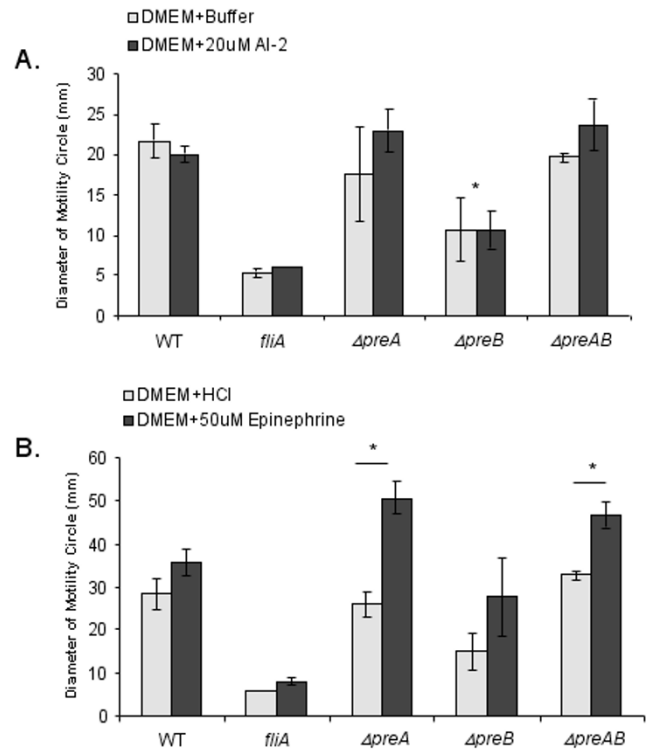 DMEM+Buffer
DMEM+20uM AI-2
A.
Diameter of Motility Circle (mm)
30
25
20
15
10
5
0
*
WT fliA ΔpreA ΔpreB ΔpreAB
DMEM+HCl
DMEM+50uM Epinephrine
B.
Diameter of Motility Circle (mm)
60
50
40
30
20
10
0
* *
WT fliA ΔpreA ΔpreB ΔpreAB